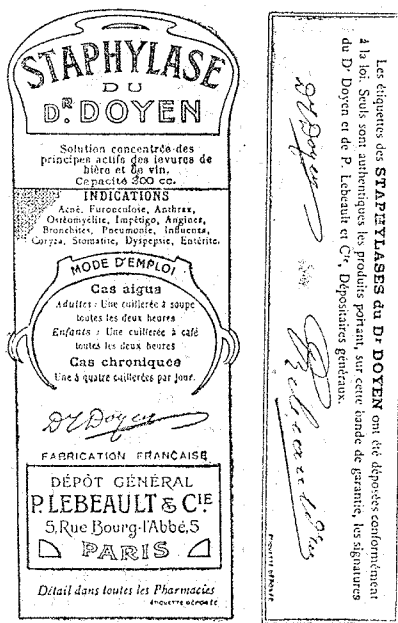 STAPHYLASE
DU
DR. DOYEN
Solution concentrée des
principes actifs des levures de
bière et de vin.
Capacité 300 cc.
INDICATIONS
Acné, Furonculose, Anthrax,
Ostéomyélite, Impétigo, Angines,
Bronchites, Pneumonie, Influenza,
Coryza, Stomatite, Dyspepsie, Entérite.
MODE D'EMPLOI
Cas aigus
Adultes : Une cuillerée à soupe
toutes les deux heures
Enfants : Une cuillerée à café
toutes les deux heures
Cas chroniques
Une à quatre cuillerées par jour.
Dr Doyen
FABRICATION FRANÇAISE
DÉPÔT GÉNÉRAL
P. LEBEAULT & CIE
5, Rue Bourg-l'Abbé, 5
PARIS
Détail dans toutes les Pharmacies
ÉTIQUETTE DÉPOSÉE
Les étiquettes des STAPHYLASES du Dr DOYEN ont été déposées conformément
à la loi. Seuls sont authentiques les produits portant, sur cette bande de garantie, les signatures
du Dr Doyen et de P. Lebeault et Cie, Dépositaires généraux.
Dr Doyen
P. Lebeault & Cie
ÉTIQUETTE DÉPOSÉE